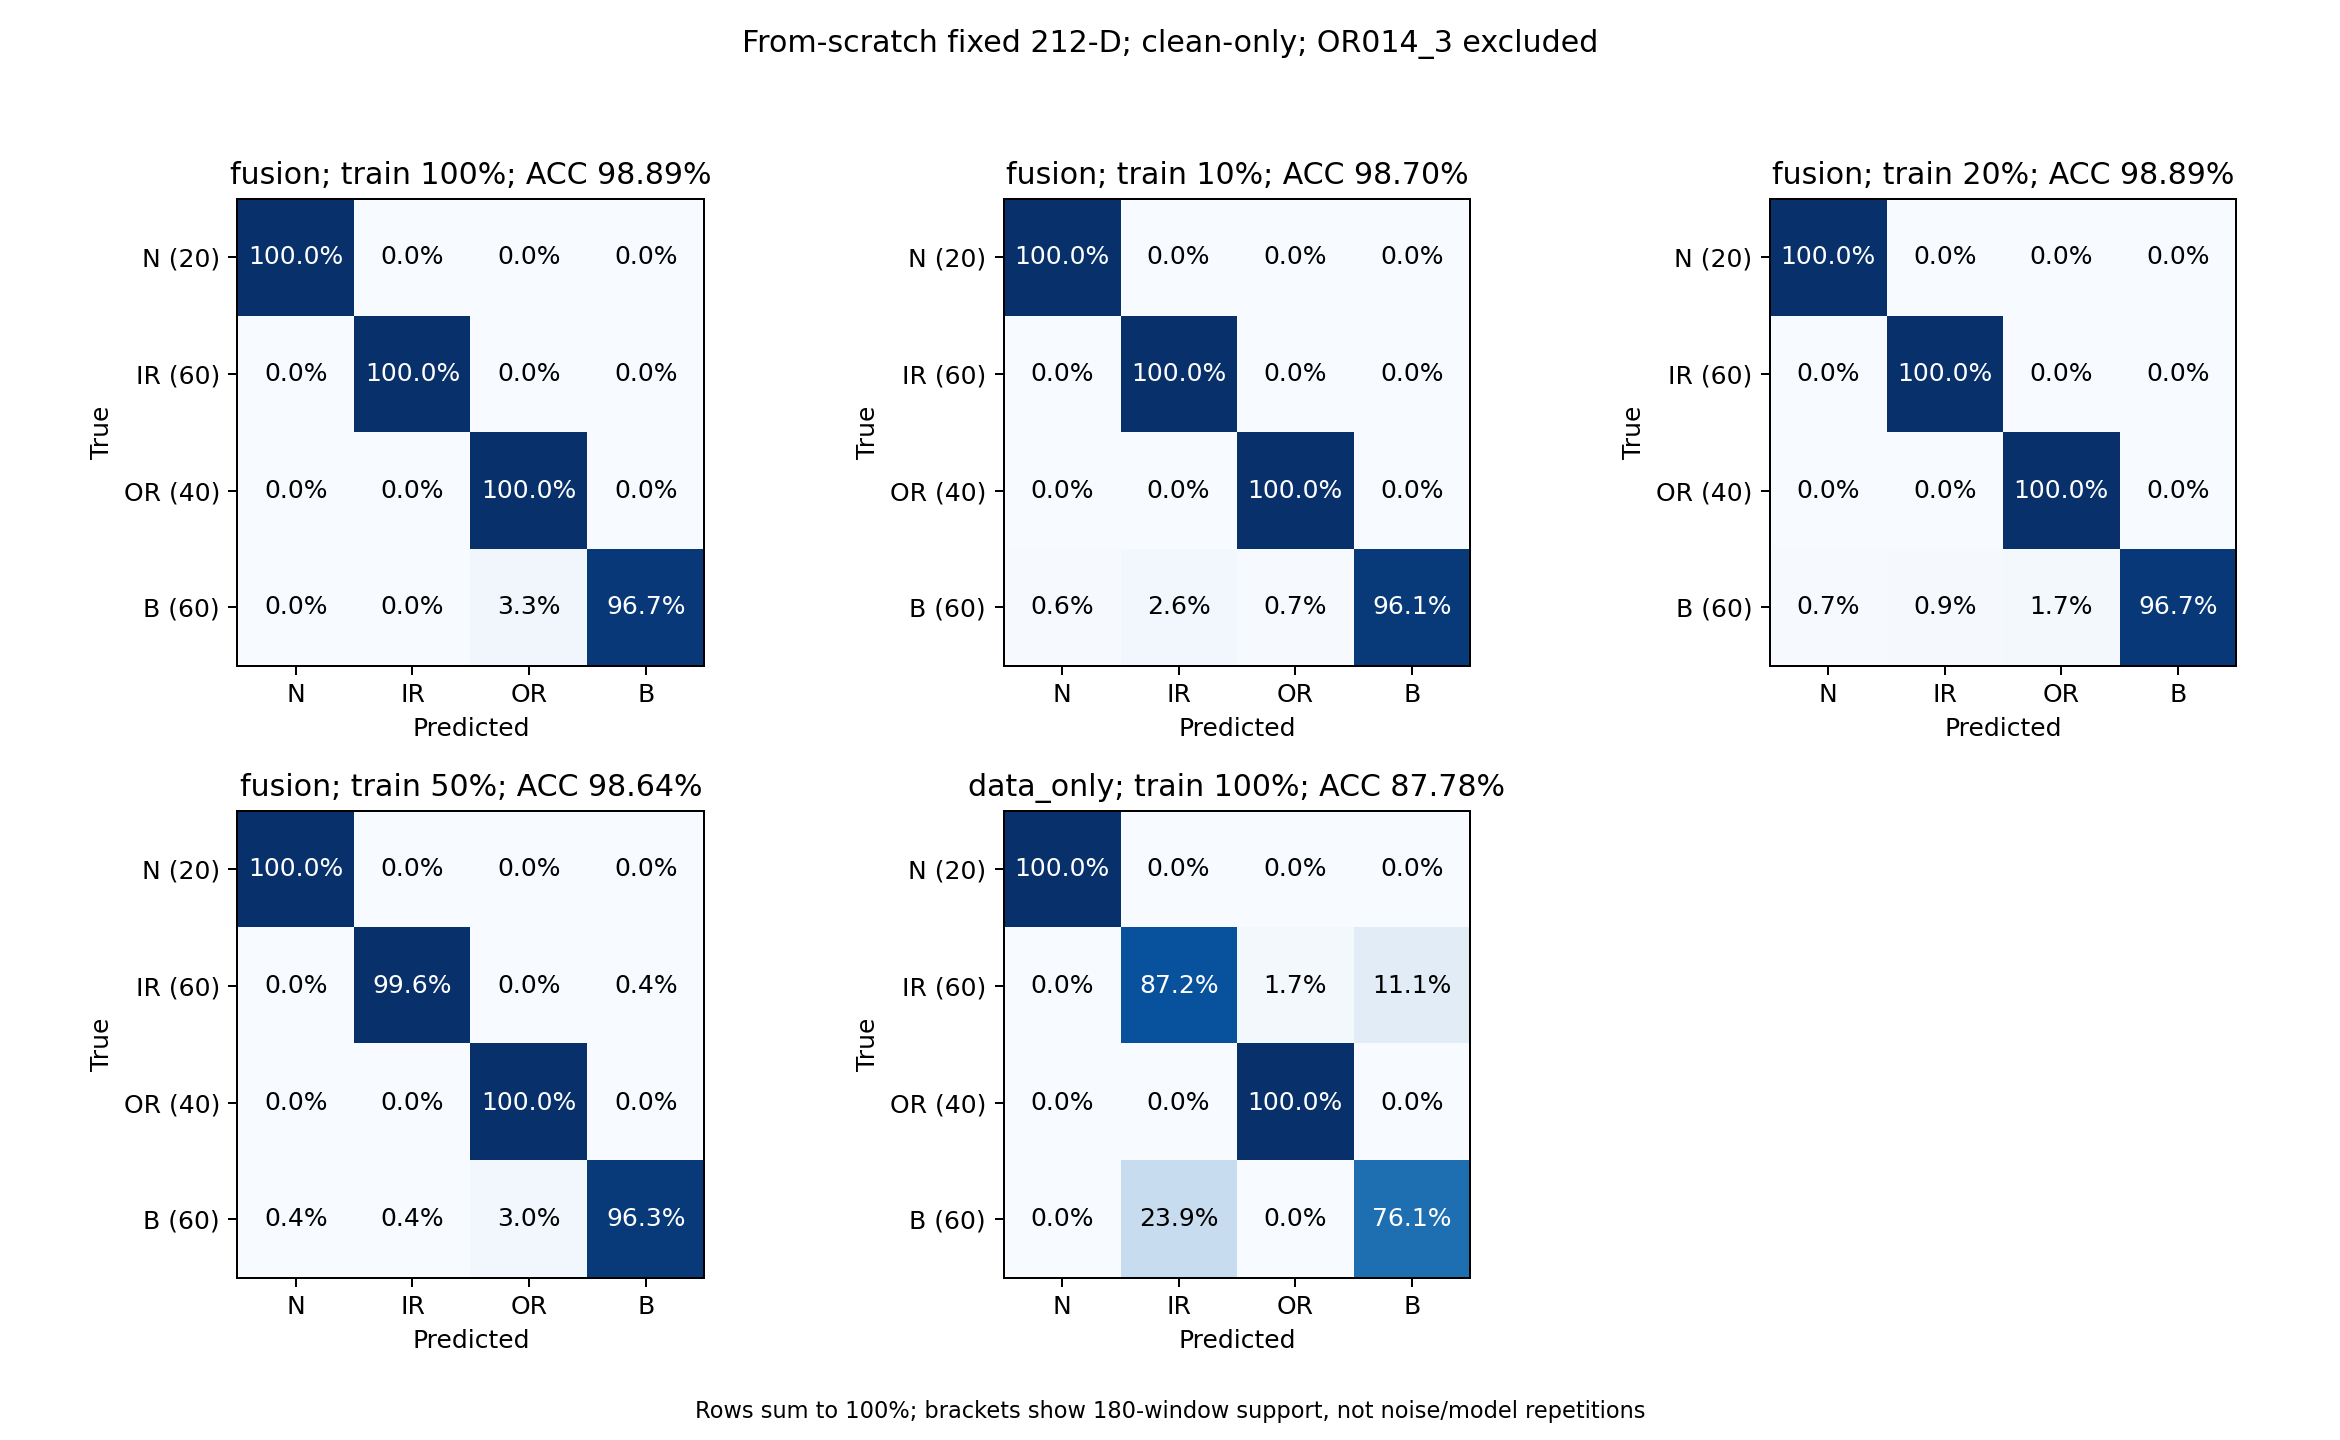 From-scratch fixed 212-D; clean-only; OR014_3 excluded
fusion; train 100%; ACC 98.89%
N (20) 100.0% 0.0% 0.0% 0.0%
IR (60) 0.0% 100.0% 0.0% 0.0%
OR (40) 0.0% 0.0% 100.0% 0.0%
B (60) 0.0% 0.0% 3.3% 96.7%
True
N IR OR B
Predicted
fusion; train 10%; ACC 98.70%
N (20) 100.0% 0.0% 0.0% 0.0%
IR (60) 0.0% 100.0% 0.0% 0.0%
OR (40) 0.0% 0.0% 100.0% 0.0%
B (60) 0.6% 2.6% 0.7% 96.1%
True
N IR OR B
Predicted
fusion; train 20%; ACC 98.89%
N (20) 100.0% 0.0% 0.0% 0.0%
IR (60) 0.0% 100.0% 0.0% 0.0%
OR (40) 0.0% 0.0% 100.0% 0.0%
B (60) 0.7% 0.9% 1.7% 96.7%
True
N IR OR B
Predicted
fusion; train 50%; ACC 98.64%
N (20) 100.0% 0.0% 0.0% 0.0%
IR (60) 0.0% 99.6% 0.0% 0.4%
OR (40) 0.0% 0.0% 100.0% 0.0%
B (60) 0.4% 0.4% 3.0% 96.3%
True
N IR OR B
Predicted
data_only; train 100%; ACC 87.78%
N (20) 100.0% 0.0% 0.0% 0.0%
IR (60) 0.0% 87.2% 1.7% 11.1%
OR (40) 0.0% 0.0% 100.0% 0.0%
B (60) 0.0% 23.9% 0.0% 76.1%
True
N IR OR B
Predicted
Rows sum to 100%; brackets show 180-window support, not noise/model repetitions